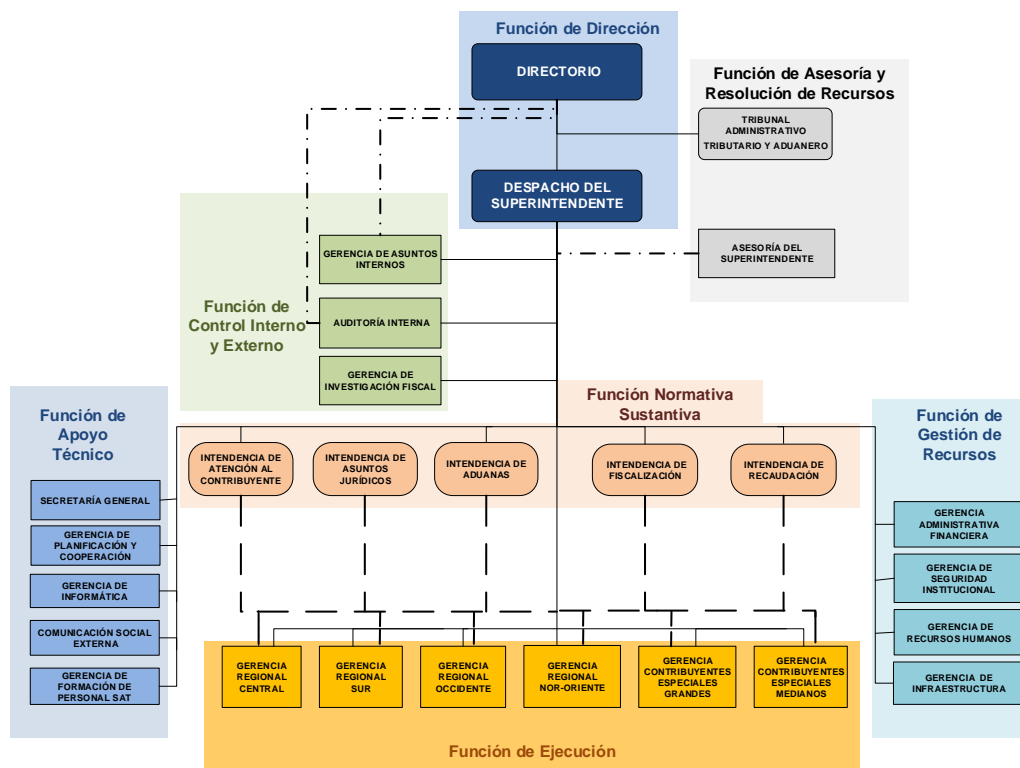 Función de Dirección
DIRECTORIO
Función de Asesoría y
Resolución de Recursos
TRIBUNAL
ADMINISTRATIVO
TRIBUTARIO Y ADUANERO
DESPACHO DEL
SUPERINTENDENTE
ASESORÍA DEL
SUPERINTENDENTE
Función de
Control Interno
y Externo
GERENCIA DE ASUNTOS
INTERNOS
AUDITORÍA INTERNA
GERENCIA DE
INVESTIGACIÓN FISCAL
Función Normativa
Sustantiva
INTENDENCIA DE
ATENCIÓN AL
CONTRIBUYENTE
INTENDENCIA DE
ASUNTOS
JURÍDICOS
INTENDENCIA DE
ADUANAS
INTENDENCIA DE
FISCALIZACIÓN
INTENDENCIA DE
RECAUDACIÓN
Función de
Apoyo
Técnico
SECRETARÍA GENERAL
GERENCIA DE
PLANIFICACIÓN Y
COOPERACIÓN
GERENCIA DE
INFORMÁTICA
COMUNICACIÓN SOCIAL
EXTERNA
GERENCIA DE
FORMACIÓN DE
PERSONAL SAT
Función de
Gestión de
Recursos
GERENCIA
ADMINISTRATIVA
FINANCIERA
GERENCIA DE
SEGURIDAD
INSTITUCIONAL
GERENCIA DE
RECURSOS HUMANOS
GERENCIA DE
INFRAESTRUCTURA
GERENCIA
REGIONAL
CENTRAL
GERENCIA
REGIONAL
SUR
GERENCIA
REGIONAL
OCCIDENTE
GERENCIA
REGIONAL
NOR-ORIENTE
GERENCIA
CONTRIBUYENTES
ESPECIALES
GRANDES
GERENCIA
CONTRIBUYENTES
ESPECIALES
MEDIANOS
Función de Ejecución